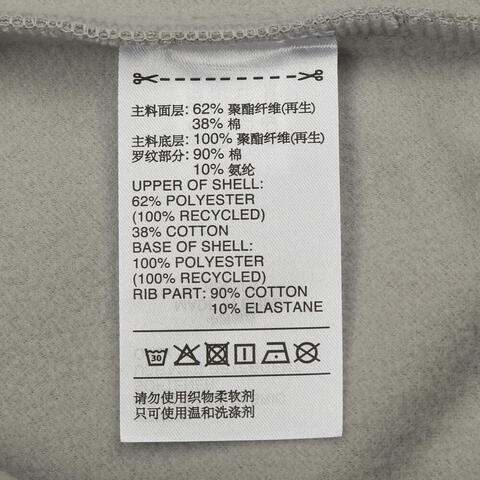 主料面层: 62% 聚酯纤维(再生)
38% 棉
主料底层: 100% 聚酯纤维(再生)
罗纹部分: 90% 棉
10% 氨纶
UPPER OF SHELL:
62% POLYESTER
(100% RECYCLED)
38% COTTON
BASE OF SHELL:
100% POLYESTER
(100% RECYCLED)
RIB PART: 90% COTTON
10% ELASTANE
30
请勿使用织物柔软剂
只可使用温和洗涤剂